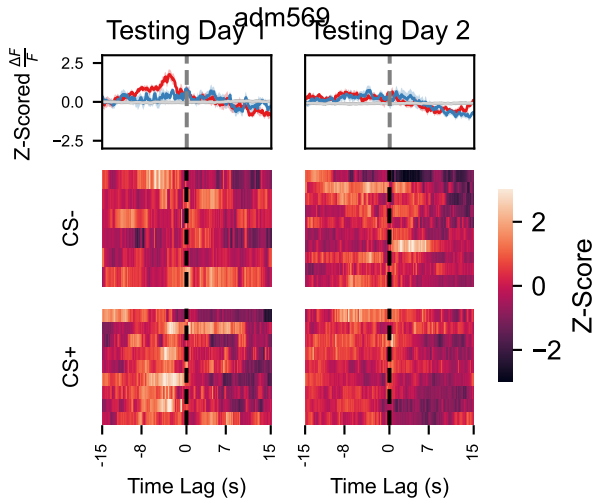 adm569
Testing Day 1
Testing Day 2
Z-Scored ΔF/F
2.5
0.0
−2.5
CS-
CS+
-15
-8
0
7
15
-15
-8
0
7
15
Time Lag (s)
Time Lag (s)
2
0
−2
Z-Score